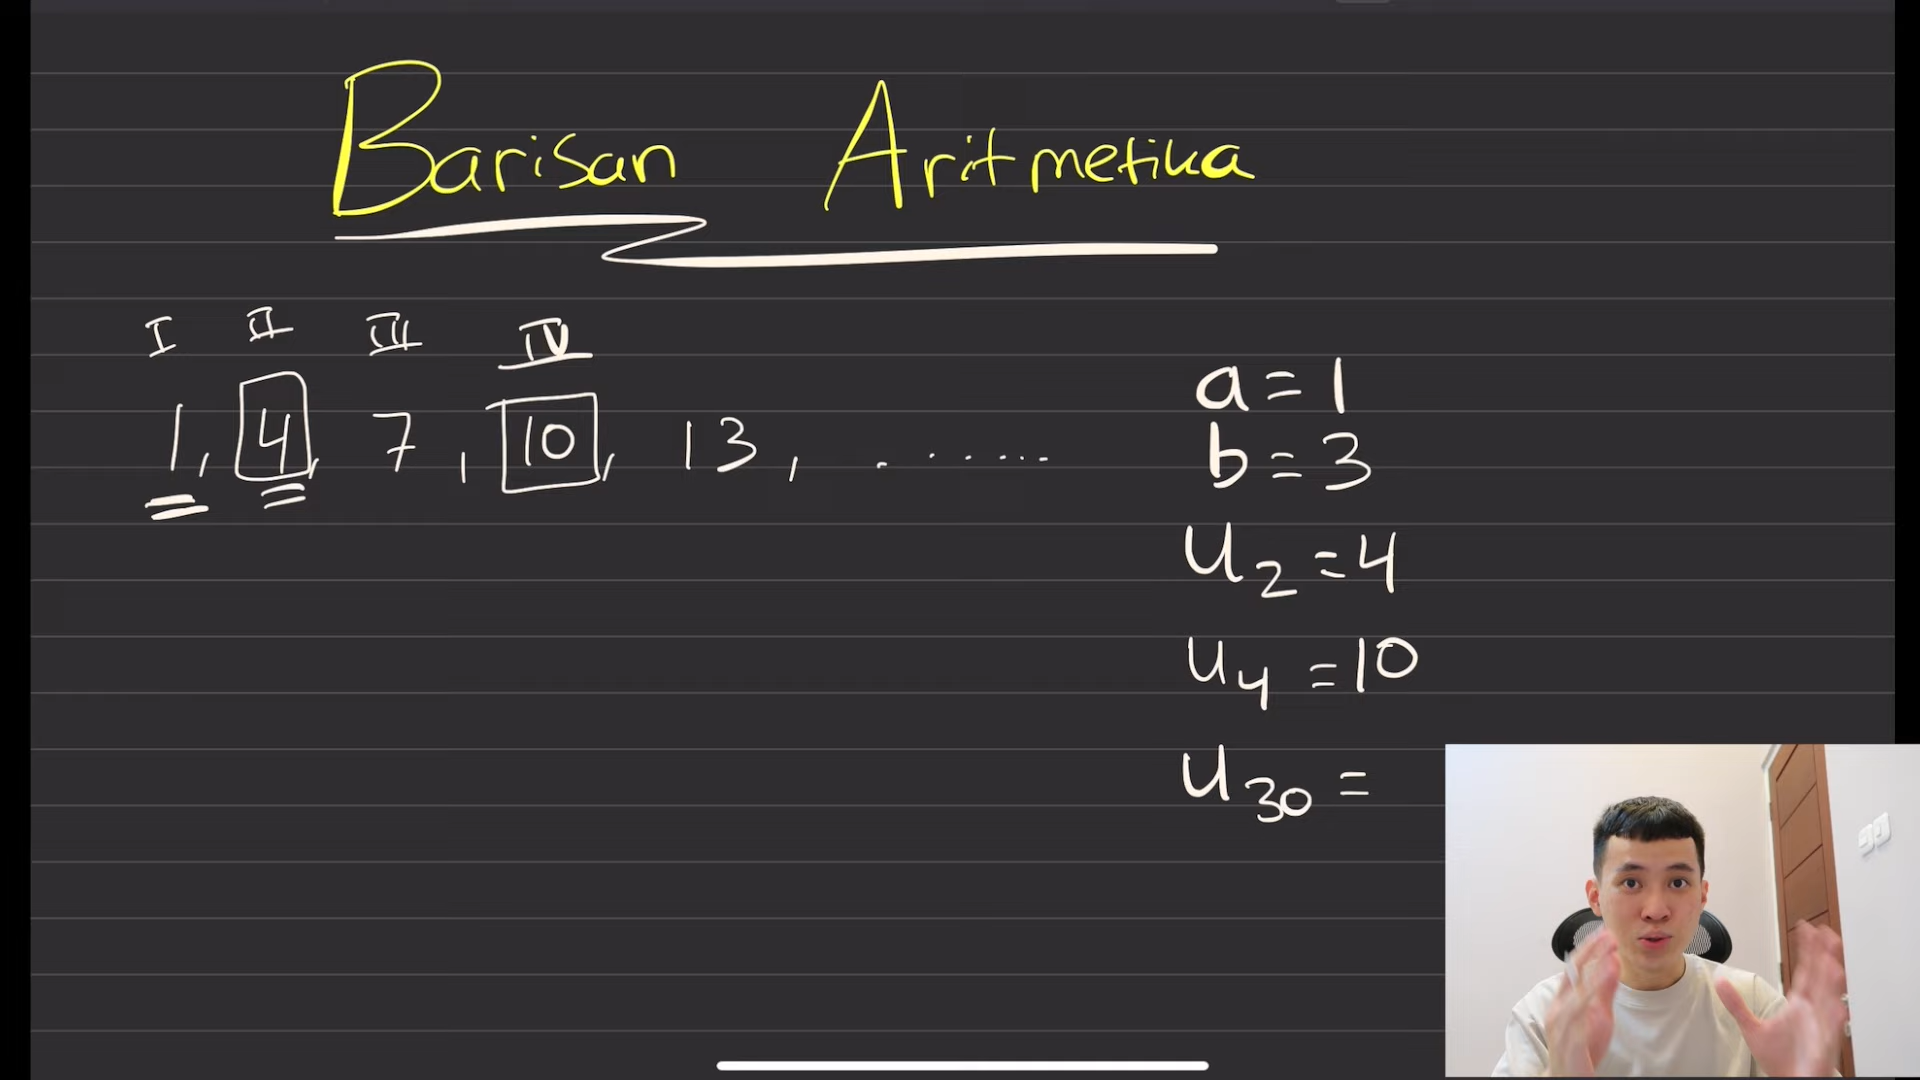 Barisan Aritmetika
I II III IV
1, 4, 7, 10, 13, .......
a = 1
b = 3
U2 = 4
U4 = 10
U30 =